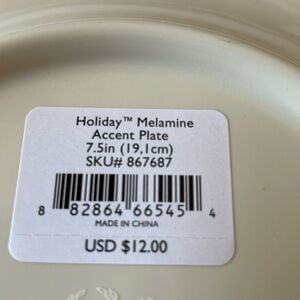 Holiday™ Melamine
Accent Plate
7.5in (19,1cm)
SKU# 867687
8 82864 66545 4
MADE IN CHINA
USD $12.00